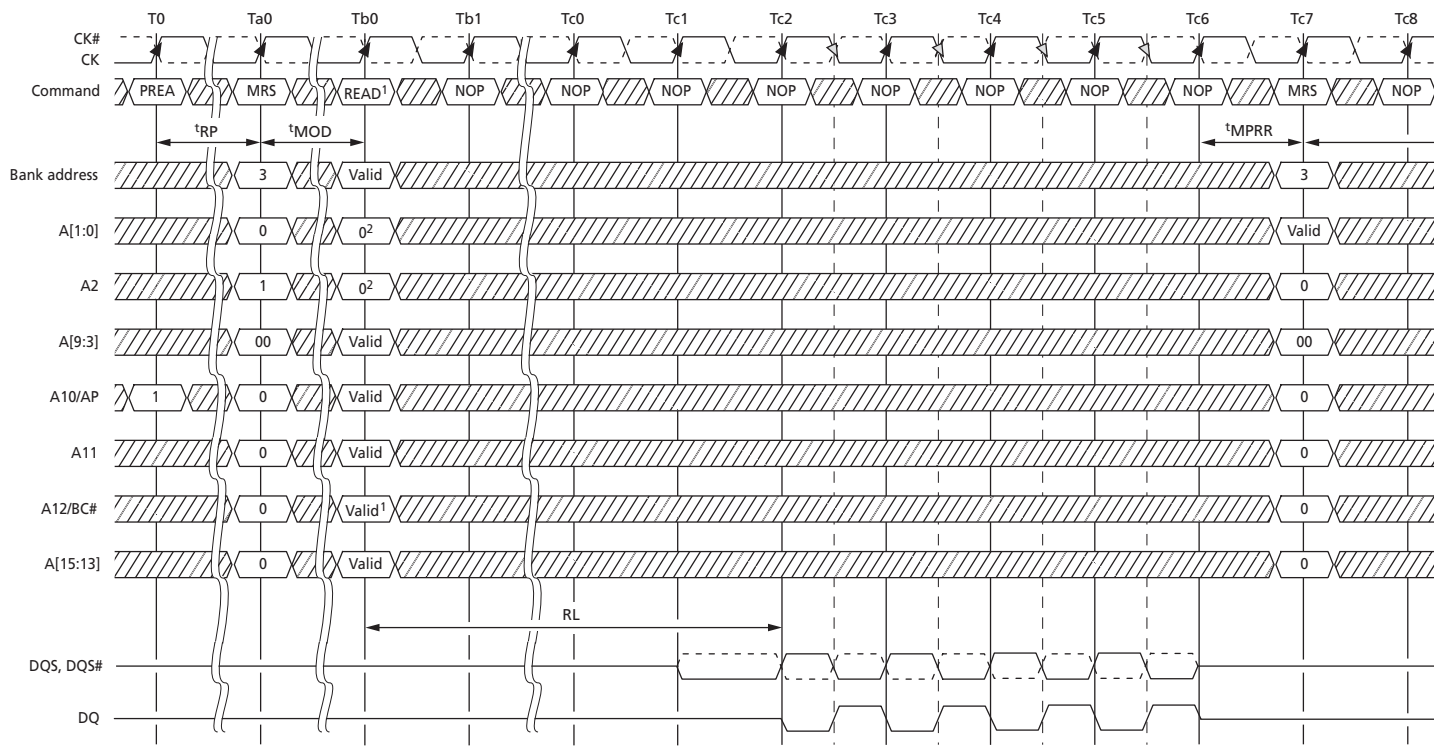 T0 Ta0 Tb0 Tb1 Tc0 Tc1 Tc2 Tc3 Tc4 Tc5 Tc6 Tc7 Tc8
CK#
CK
Command PREA MRS READ1 NOP NOP NOP NOP NOP NOP NOP NOP MRS NOP
tRP tMOD tMPRR
Bank address 3 Valid 3
A[1:0] 0 02 Valid
A2 1 02 0
A[9:3] 00 Valid 00
A10/AP 1 0 Valid 0
A11 0 Valid 0
A12/BC# 0 Valid1 0
A[15:13] 0 Valid 0
RL
DQS, DQS#
DQ